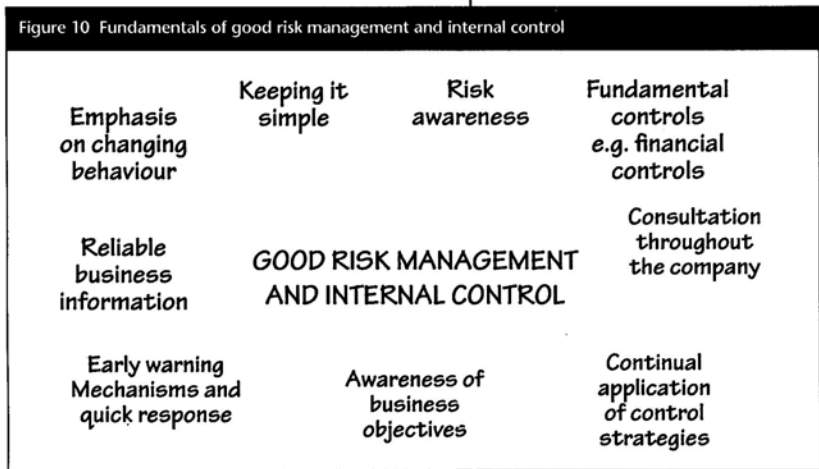 Figure 10 Fundamentals of good risk management and internal control
Emphasis
on changing
behaviour
Keeping it
simple
Risk
awareness
Fundamental
controls
e.g. financial
controls
Reliable
business
information
GOOD RISK MANAGEMENT
AND INTERNAL CONTROL
Consultation
throughout
the company
Early warning
Mechanisms and
quick response
Awareness of
business
objectives
Continual
application
of control
strategies